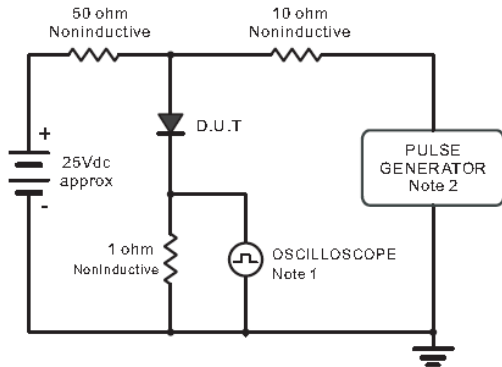 50 ohm
Noninductive
10 ohm
Noninductive
D.U.T
+
25Vdc
approx
-
PULSE
GENERATOR
Note 2
1 ohm
NonInductive
OSCILLOSCOPE
Note 1